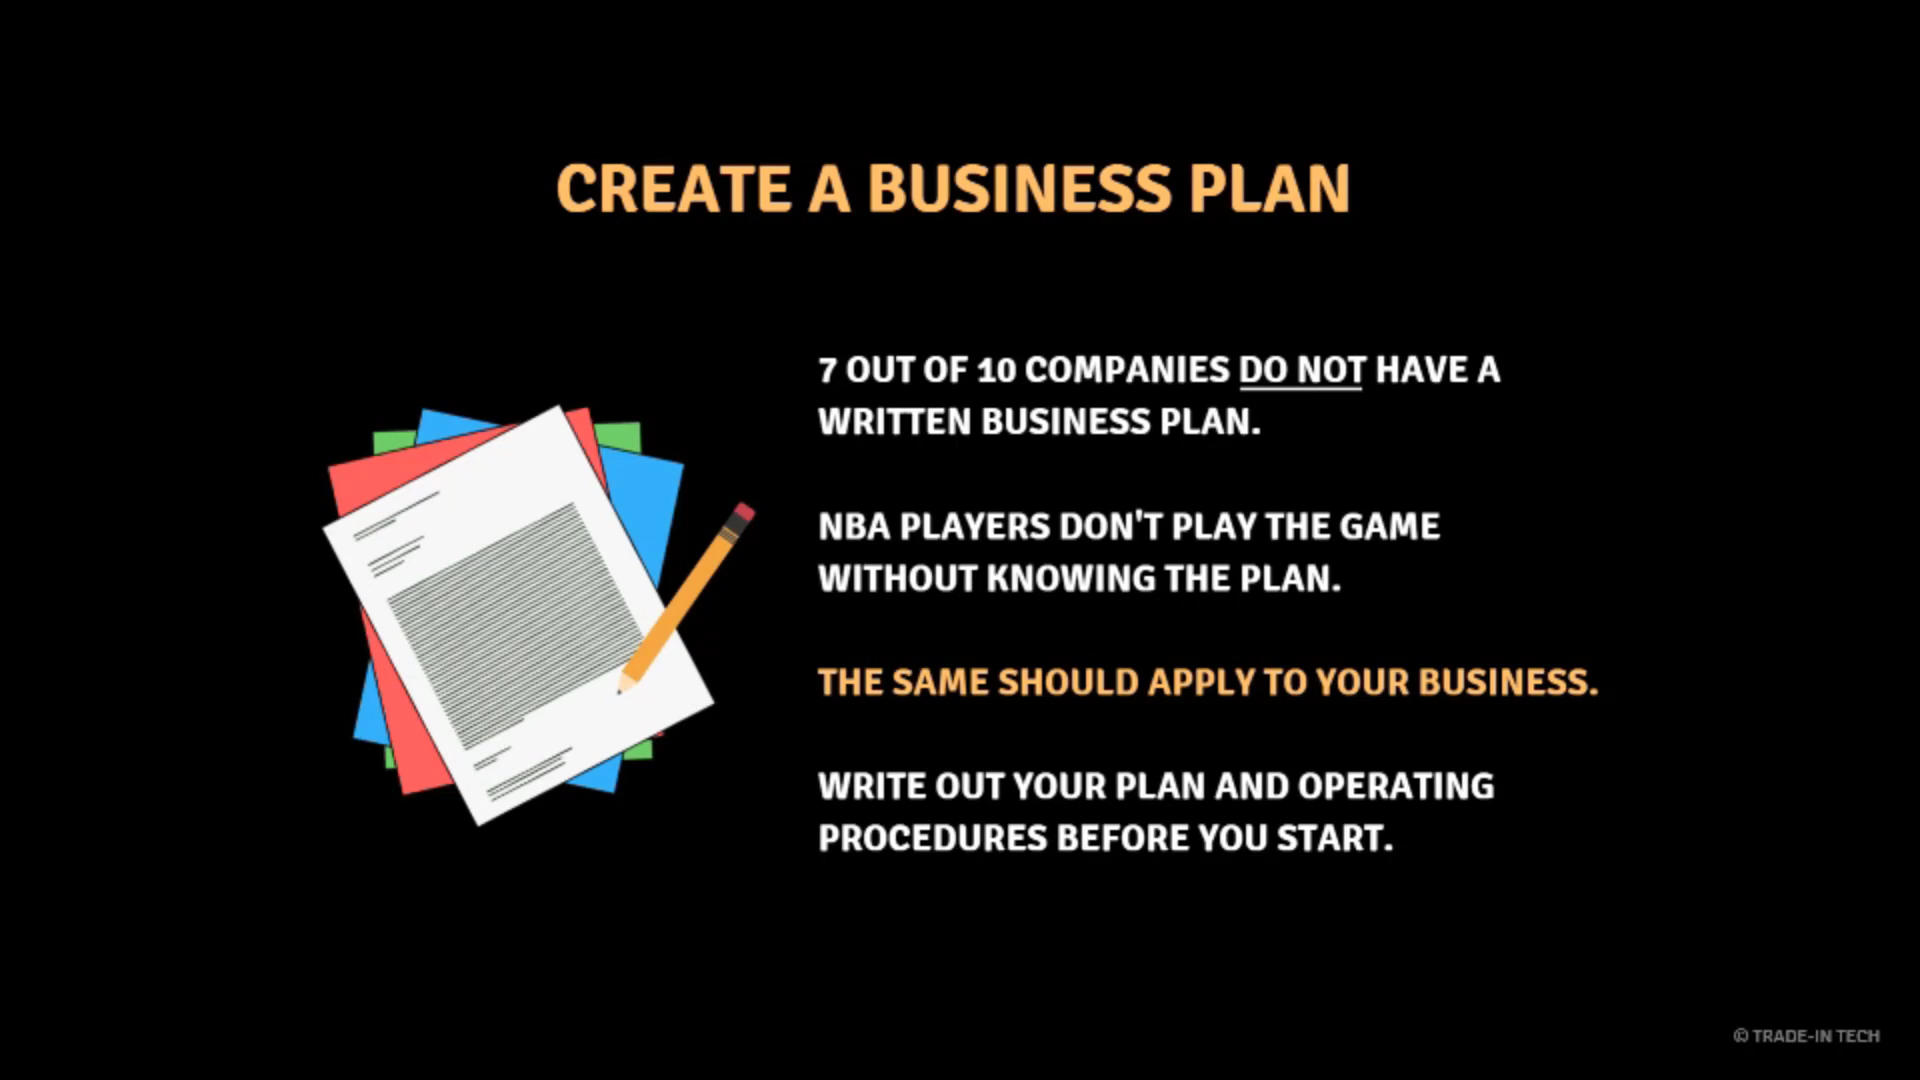 CREATE A BUSINESS PLAN
7 OUT OF 10 COMPANIES DO NOT HAVE A
WRITTEN BUSINESS PLAN.
NBA PLAYERS DON'T PLAY THE GAME
WITHOUT KNOWING THE PLAN.
THE SAME SHOULD APPLY TO YOUR BUSINESS.
WRITE OUT YOUR PLAN AND OPERATING
PROCEDURES BEFORE YOU START.
© TRADE-IN TECH